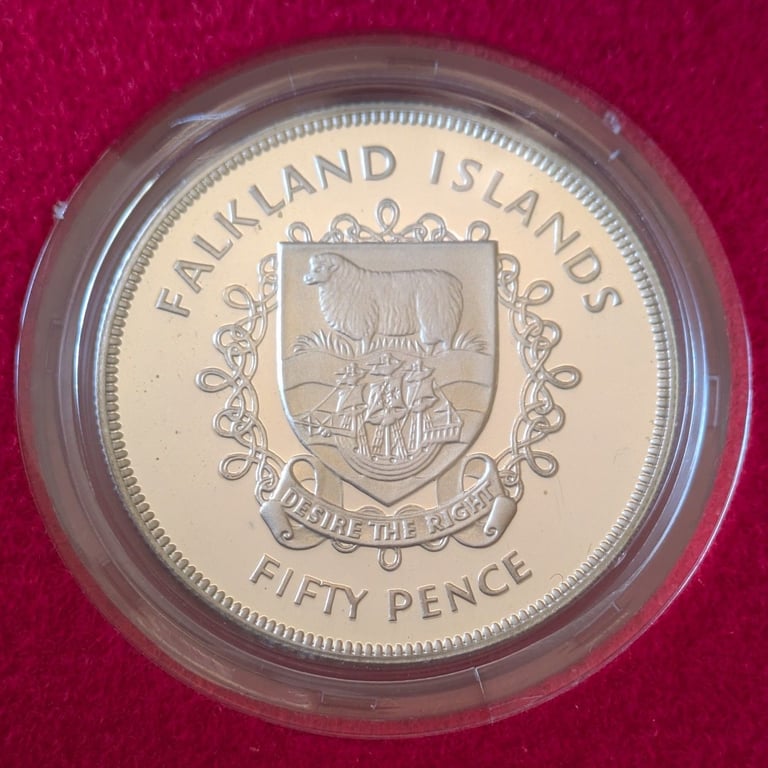 FALKLAND ISLANDS
DESIRE THE RIGHT
FIFTY PENCE